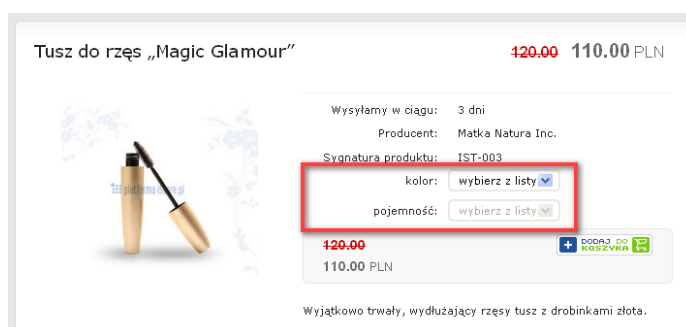 Tusz do rzęs „Magic Glamour”
120.00 110.00 PLN
Wysyłamy w ciągu: 3 dni
Producent: Matka Natura Inc.
Sygnatura produktu: IST-003
kolor: wybierz z listy
pojemność: wybierz z listy
120.00
110.00 PLN
DODAJ DO
KOSZYKA
Wyjątkowo trwały, wydłużający rzęsy tusz z drobinkami złota.